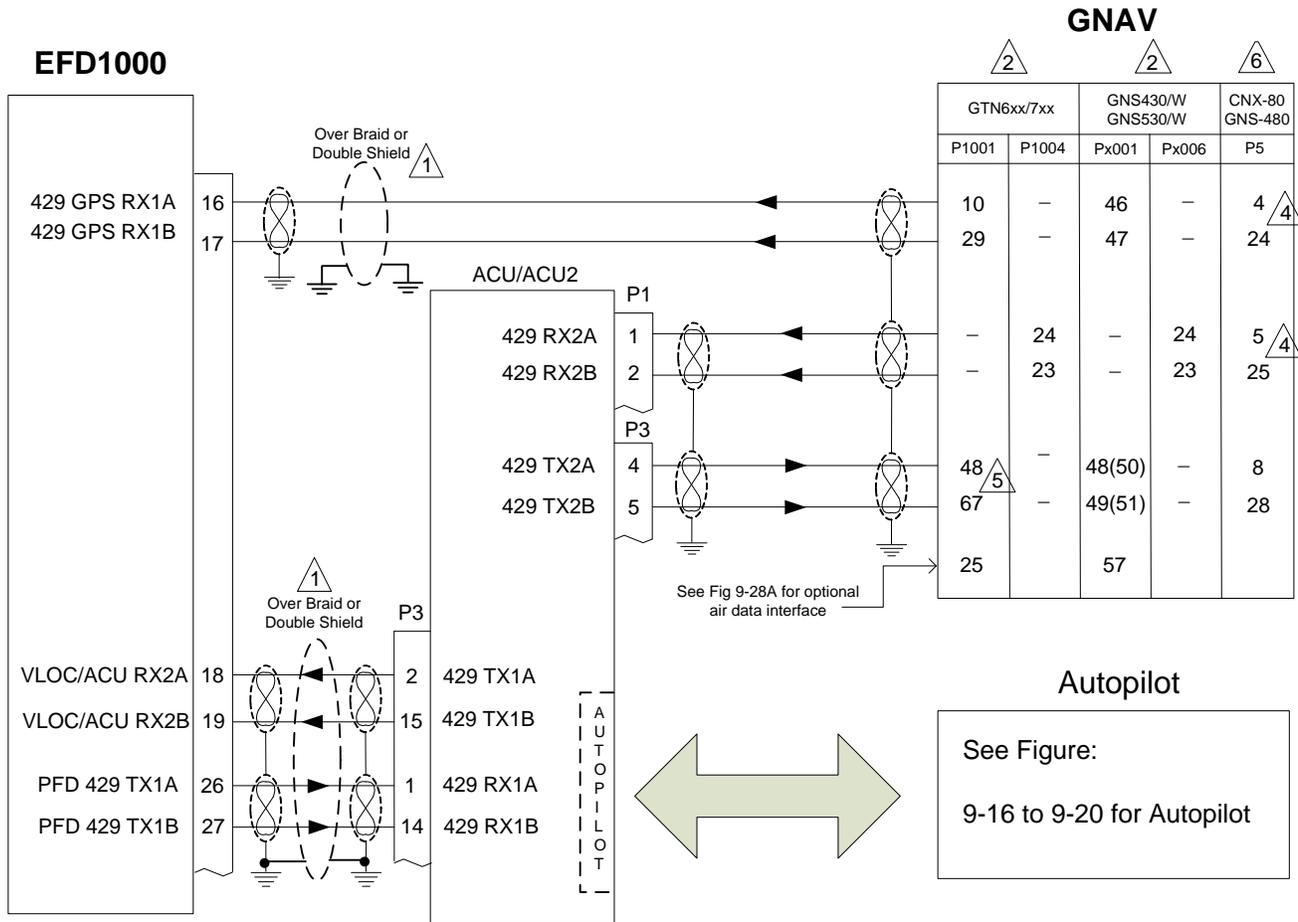 GNAV
EFD1000
2
2
6
GTN6xx/7xx
GNS430/W
GNS530/W
CNX-80
GNS-480
P1001
P1004
Px001
Px006
P5
Over Braid or
Double Shield
1
429 GPS RX1A
16
10
–
46
–
4
4
429 GPS RX1B
17
29
–
47
–
24
ACU/ACU2
P1
429 RX2A
1
–
24
–
24
5
4
429 RX2B
2
–
23
–
23
25
P3
429 TX2A
4
48
5
–
48(50)
–
8
429 TX2B
5
67
–
49(51)
–
28
25
57
See Fig 9-28A for optional
air data interface
1
Over Braid or
Double Shield
P3
VLOC/ACU RX2A
18
2
429 TX1A
VLOC/ACU RX2B
19
15
429 TX1B
PFD 429 TX1A
26
1
429 RX1A
PFD 429 TX1B
27
14
429 RX1B
AUTOPILOT
Autopilot
See Figure:
9-16 to 9-20 for Autopilot